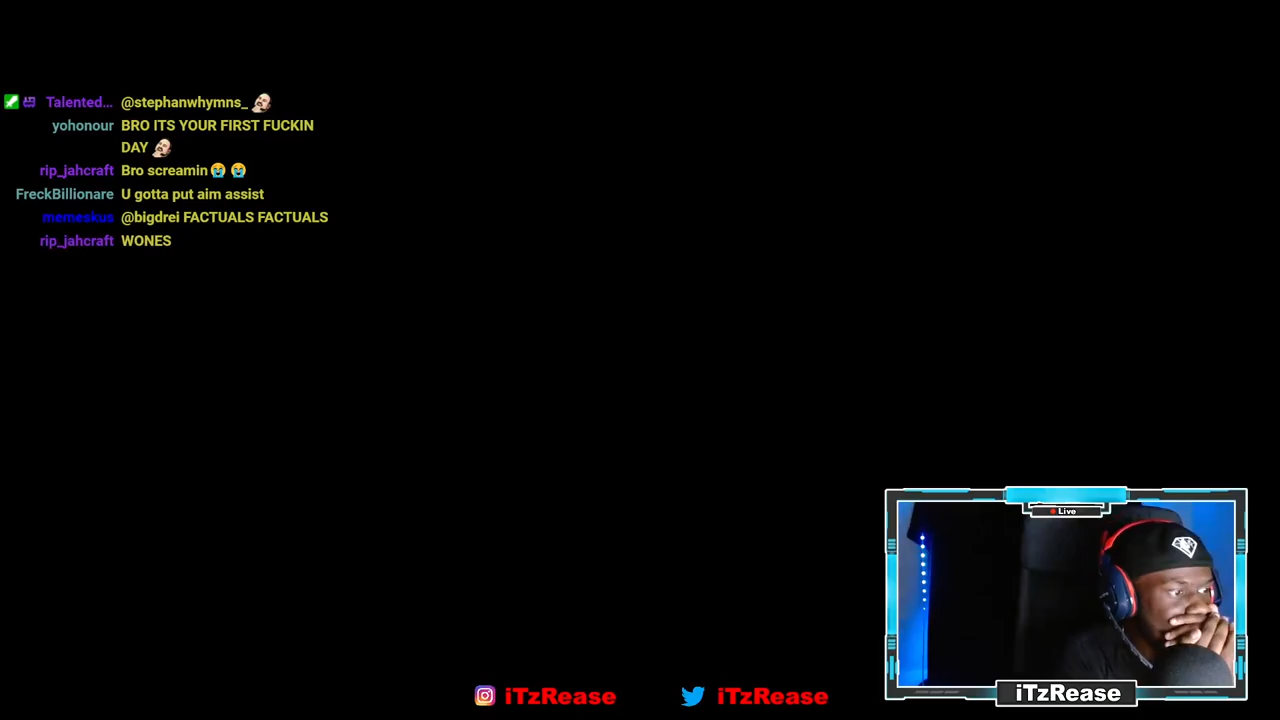 Talented... @stephanwhymns_
yohonour BRO ITS YOUR FIRST FUCKIN
DAY
rip_jahcraft Bro screamin😭 😭
FreckBillionare U gotta put aim assist
memeskus @bigdrei FACTUALS FACTUALS
rip_jahcraft WONES
Live
iTzRease
iTzRease iTzRease